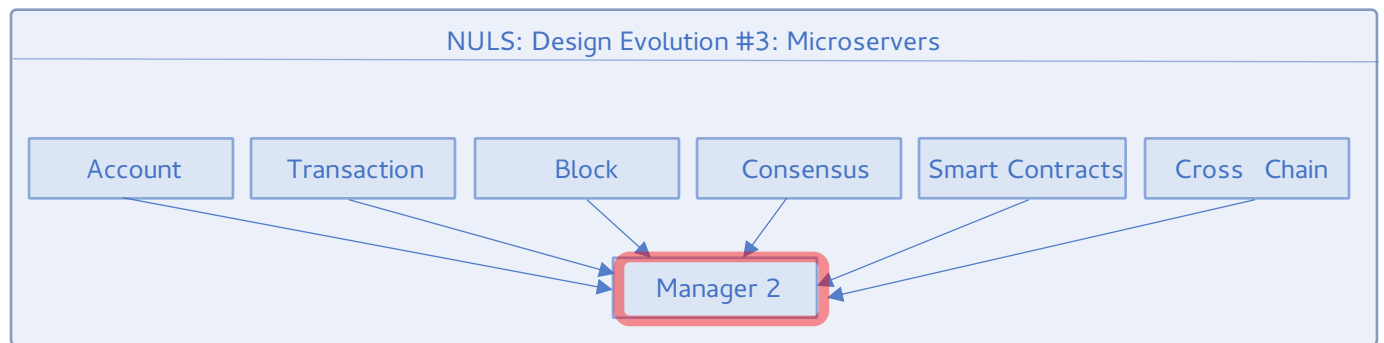 NULS: Design Evolution #3: Microservers
Account
Transaction
Block
Consensus
Smart Contracts
Cross Chain
Manager 2